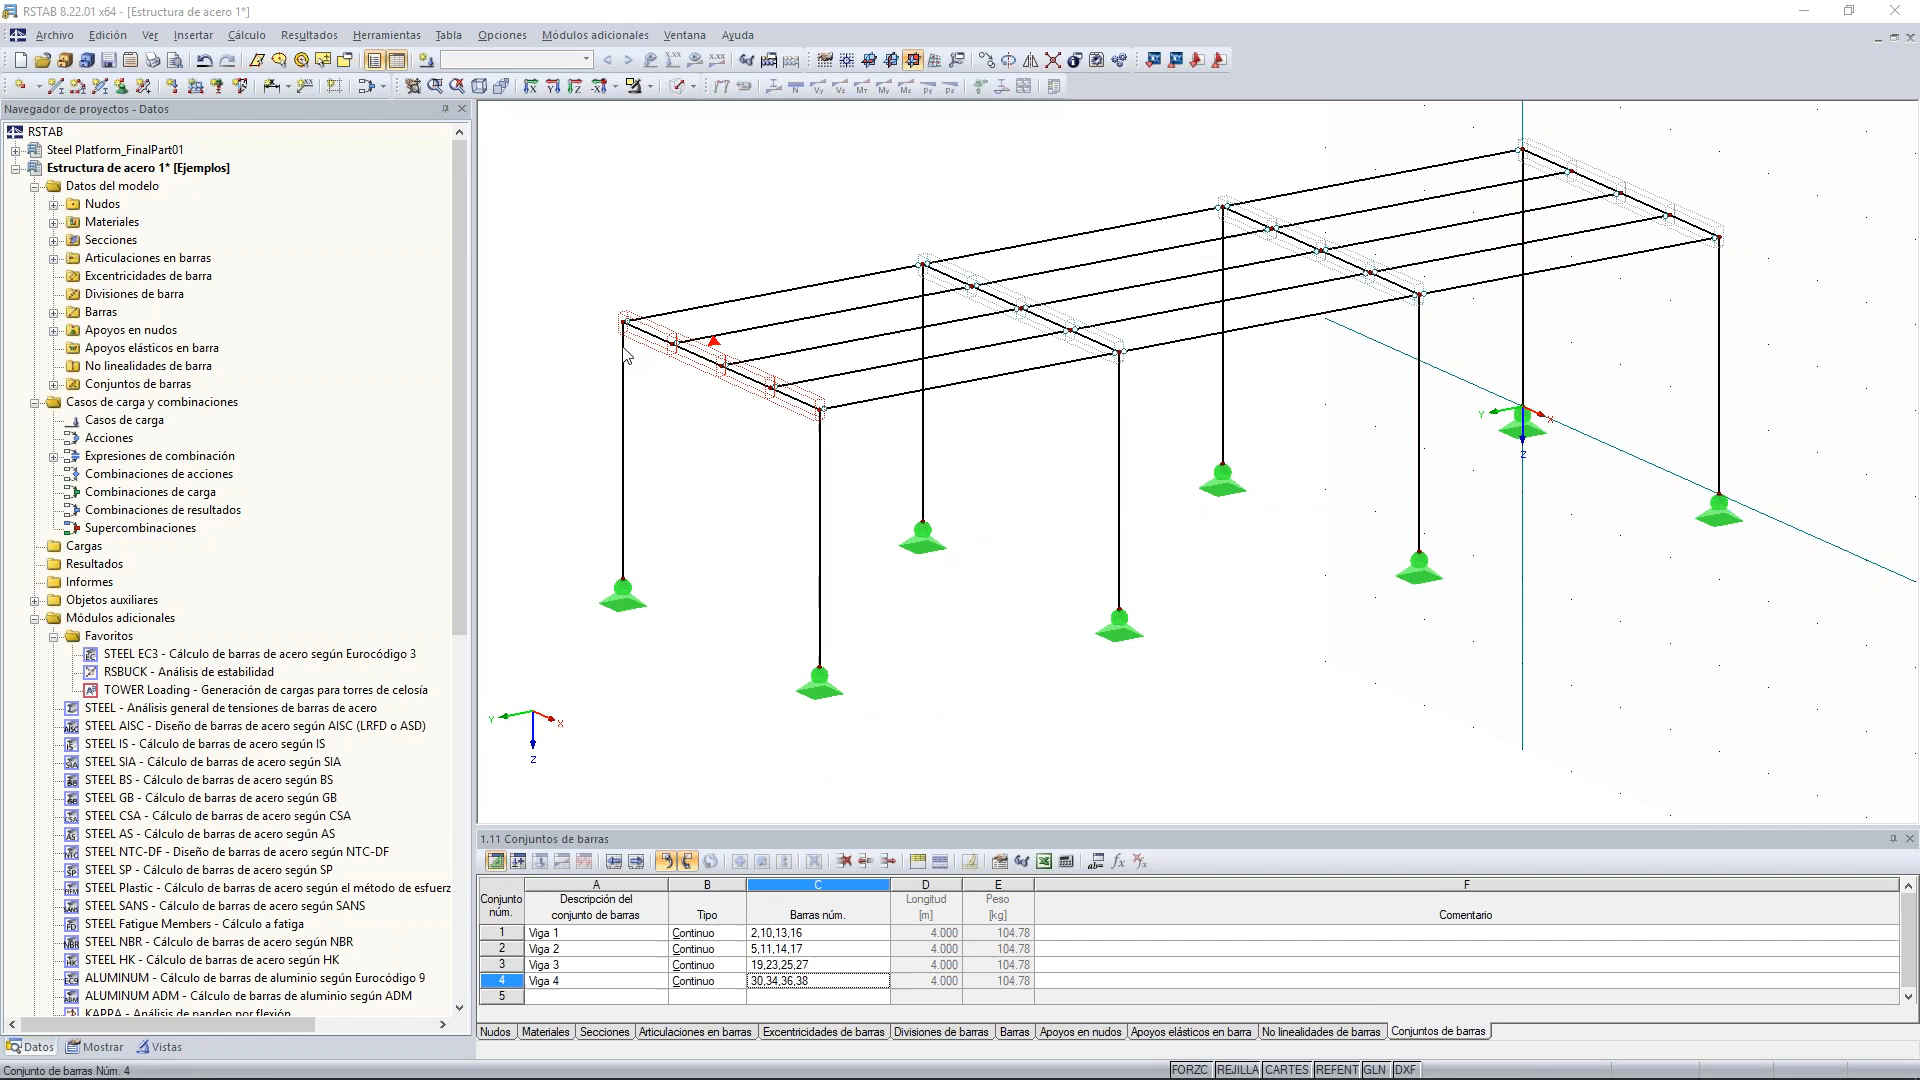 RSTAB 8.22.01 x64 - [Estructura de acero 1*]
Archivo Edición Ver Insertar Cálculo Resultados Herramientas Tabla Opciones Módulos adicionales Ventana Ayuda
Navegador de proyectos - Datos
RSTAB
Steel Platform_FinalPart01
Estructura de acero 1* [Ejemplos]
Datos del modelo
Nudos
Materiales
Secciones
Articulaciones en barras
Excentricidades de barra
Divisiones de barra
Barras
Apoyos en nudos
Apoyos elásticos en barra
No linealidades de barra
Conjuntos de barras
Casos de carga y combinaciones
Casos de carga
Acciones
Expresiones de combinación
Combinaciones de acciones
Combinaciones de carga
Combinaciones de resultados
Supercombinaciones
Cargas
Resultados
Informes
Objetos auxiliares
Módulos adicionales
Favoritos
STEEL EC3 - Cálculo de barras de acero según Eurocódigo 3
RSBUCK - Análisis de estabilidad
TOWER Loading - Generación de cargas para torres de celosía
STEEL - Análisis general de tensiones de barras de acero
STEEL AISC - Diseño de barras de acero según AISC (LRFD o ASD)
STEEL IS - Cálculo de barras de acero según IS
STEEL SIA - Cálculo de barras de acero según SIA
STEEL BS - Cálculo de barras de acero según BS
STEEL GB - Cálculo de barras de acero según GB
STEEL CSA - Cálculo de barras de acero según CSA
STEEL AS - Cálculo de barras de acero según AS
STEEL NTC-DF - Diseño de barras de acero según NTC-DF
STEEL SP - Cálculo de barras de acero según SP
STEEL Plastic - Cálculo de barras de acero según el método de esfuerz
STEEL SANS - Cálculo de barras de acero según SANS
STEEL Fatigue Members - Cálculo a fatiga
STEEL NBR - Cálculo de barras de acero según NBR
STEEL HK - Cálculo de barras de acero según HK
ALUMINUM - Cálculo de barras de aluminio según Eurocódigo 9
ALUMINUM ADM - Cálculo de barras de aluminio según ADM
KAPPA - Análisis de pandeo por flexión
Datos Mostrar Vistas
Y X
Z
Y X
Z
1.11 Conjuntos de barras
A B C D E F
Conjunto Descripción del Longitud Peso
núm. conjunto de barras Tipo Barras núm. [m] [kg] Comentario
1 Viga 1 Continuo 2,10,13,16 4.000 104.78
2 Viga 2 Continuo 5,11,14,17 4.000 104.78
3 Viga 3 Continuo 19,23,25,27 4.000 104.78
4 Viga 4 Continuo 30,34,36,38 4.000 104.78
5
Nudos Materiales Secciones Articulaciones en barras Excentricidades de barras Divisiones de barra Barras Apoyos en nudos Apoyos elásticos en barra No linealidades de barras Conjuntos de barras
Conjunto de barras Núm. 4
FORZC REJILLA CARTES REFENT GLN DXF